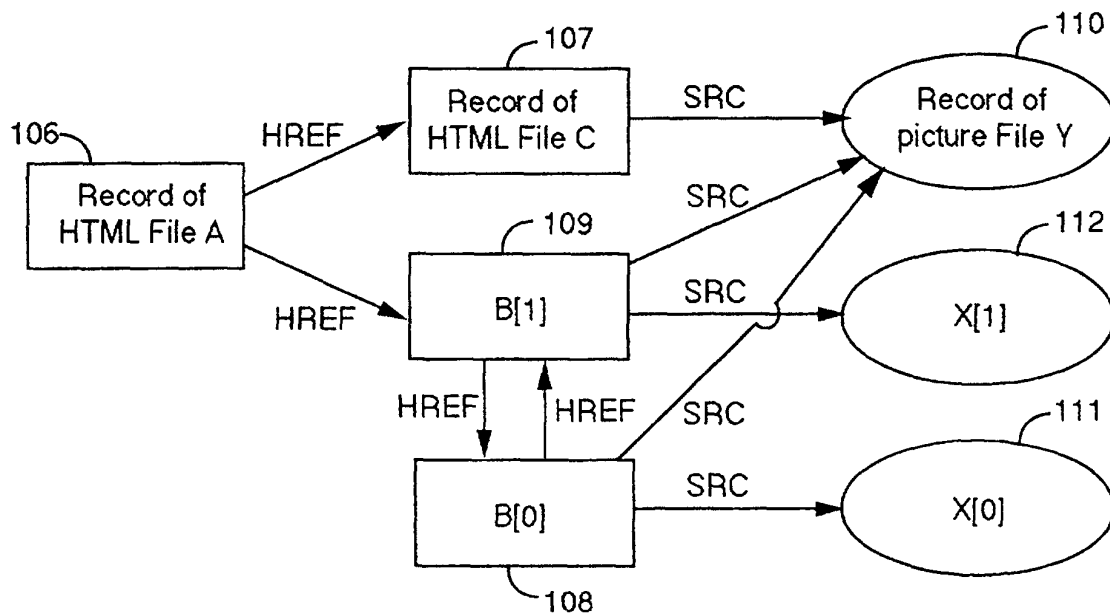 107
110
106
Record of
HTML File C
SRC
Record of
picture File Y
HREF
Record of
HTML File A
SRC
109
112
HREF
B[1]
SRC
X[1]
HREF
HREF
SRC
111
B[0]
SRC
X[0]
108